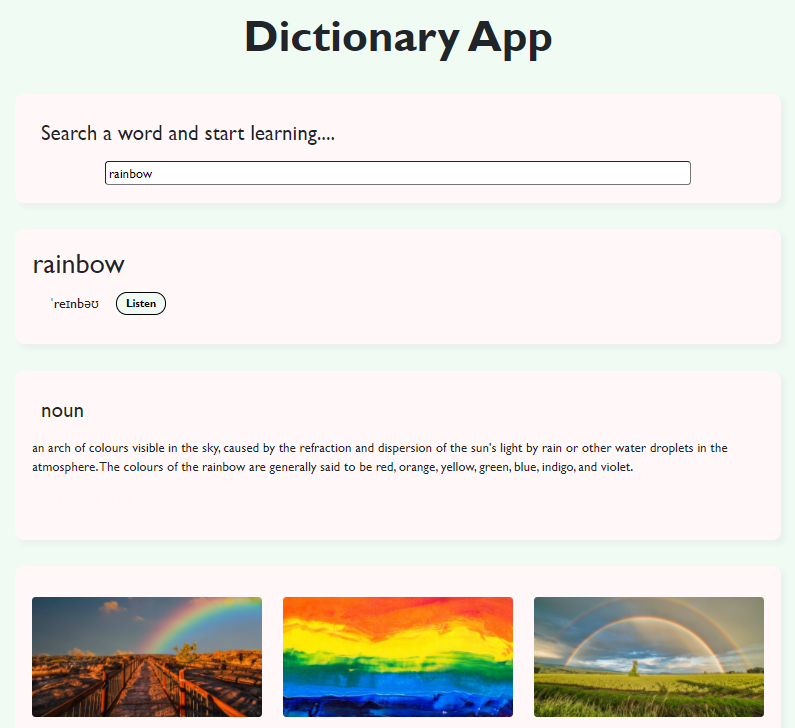 Dictionary App
Search a word and start learning....
rainbow
rainbow
ˈreɪnbəʊ Listen
noun
an arch of colours visible in the sky, caused by the refraction and dispersion of the sun's light by rain or other water droplets in the
atmosphere. The colours of the rainbow are generally said to be red, orange, yellow, green, blue, indigo, and violet.